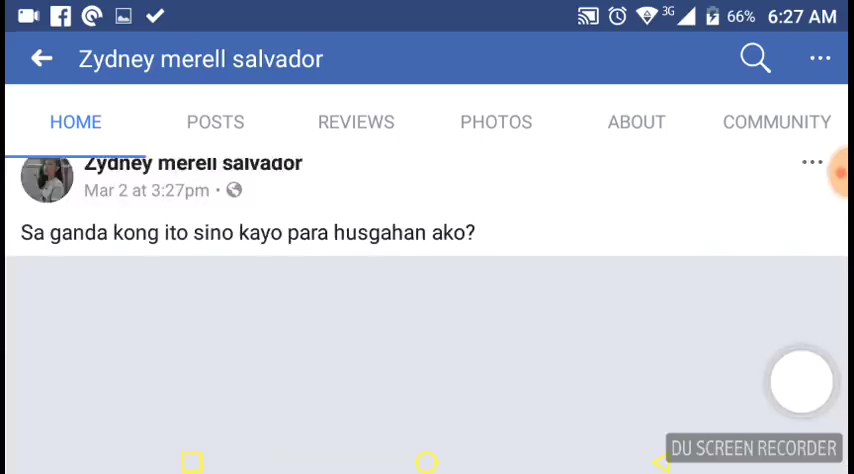 3G 66% 6:27 AM
Zydney merell salvador
HOME POSTS REVIEWS PHOTOS ABOUT COMMUNITY
Zydney merell salvador
Mar 2 at 3:27pm
Sa ganda kong ito sino kayo para husgahan ako?
DU SCREEN RECORDER